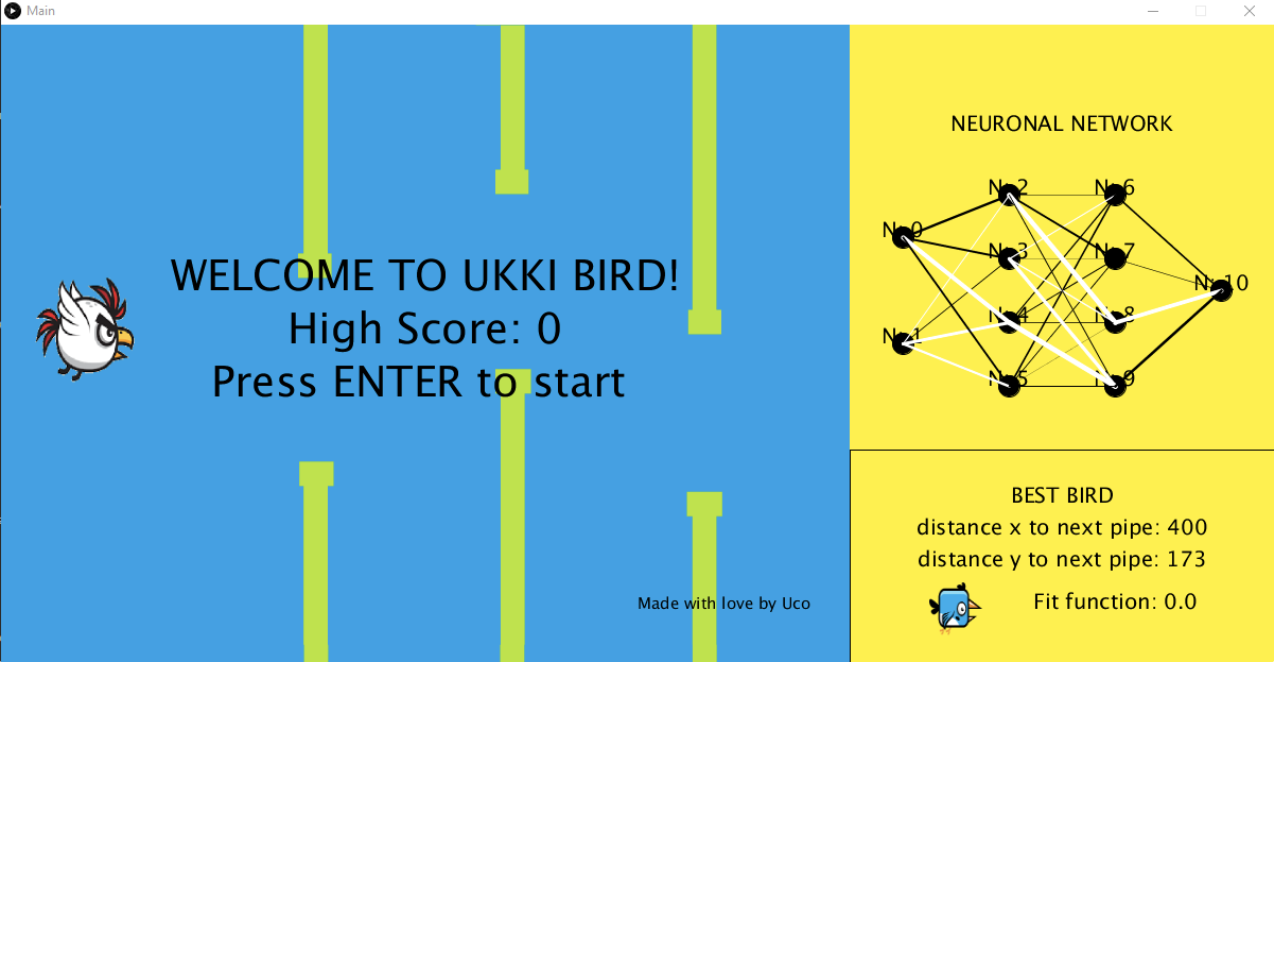 Main
WELCOME TO UKKI BIRD!
High Score: 0
Press ENTER to start
Made with love by Uco
NEURONAL NETWORK
N: 2
N: 6
N: 0
N: 3
N: 7
N: 10
N: 4
N: 8
N: 1
N: 5
N: 9
BEST BIRD
distance x to next pipe: 400
distance y to next pipe: 173
Fit function: 0.0